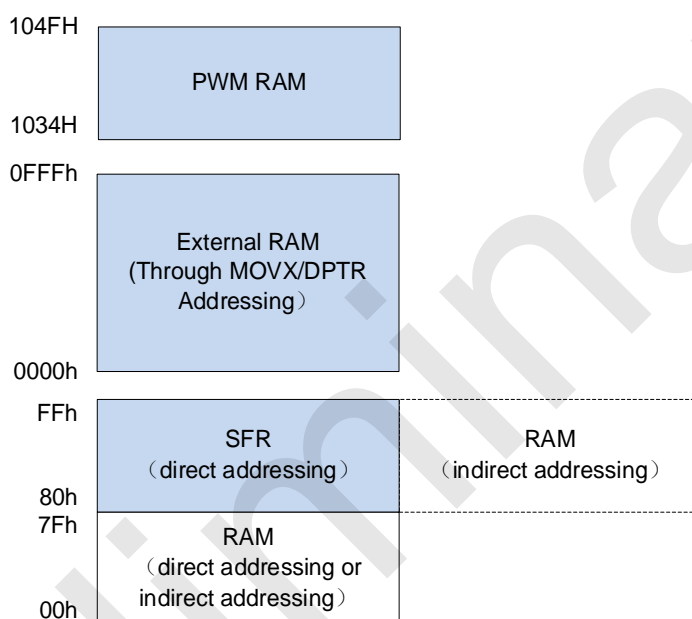 104FH
PWM RAM
1034H
0FFFh
External RAM
(Through MOVX/DPTR
Addressing）
0000h
FFh
SFR
（direct addressing）
RAM
（indirect addressing）
80h
7Fh
RAM
（direct addressing or
indirect addressing）
00h